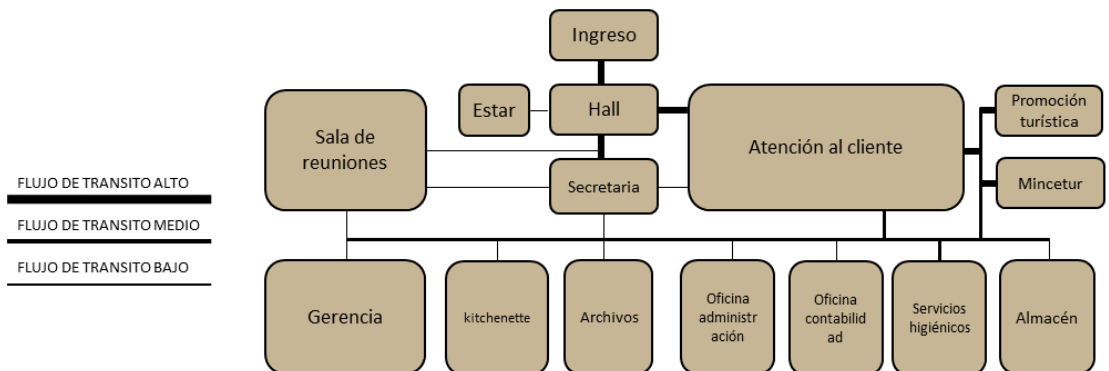 Ingreso
Estar
Hall
Sala de
reuniones
Atención al cliente
Promoción
turística
Secretaria
Mincetur
FLUJO DE TRANSITO ALTO
FLUJO DE TRANSITO MEDIO
FLUJO DE TRANSITO BAJO
Gerencia
kitchenette
Archivos
Oficina
administr
ación
Oficina
contabilid
ad
Servicios
higiénicos
Almacén